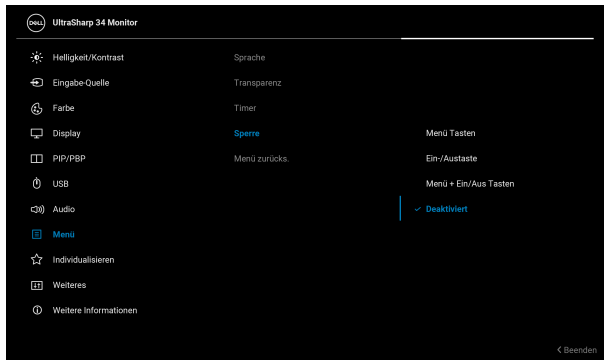 DELL UltraSharp 34 Monitor
Helligkeit/Kontrast
Eingabe-Quelle
Farbe
Display
PIP/PBP
USB
Audio
Menü
Individualisieren
Weiteres
Weitere Informationen
Sprache
Transparenz
Timer
Sperre
Menü zurücks.
Menü Tasten
Ein-/Austaste
Menü + Ein/Aus Tasten
Deaktiviert
Beenden